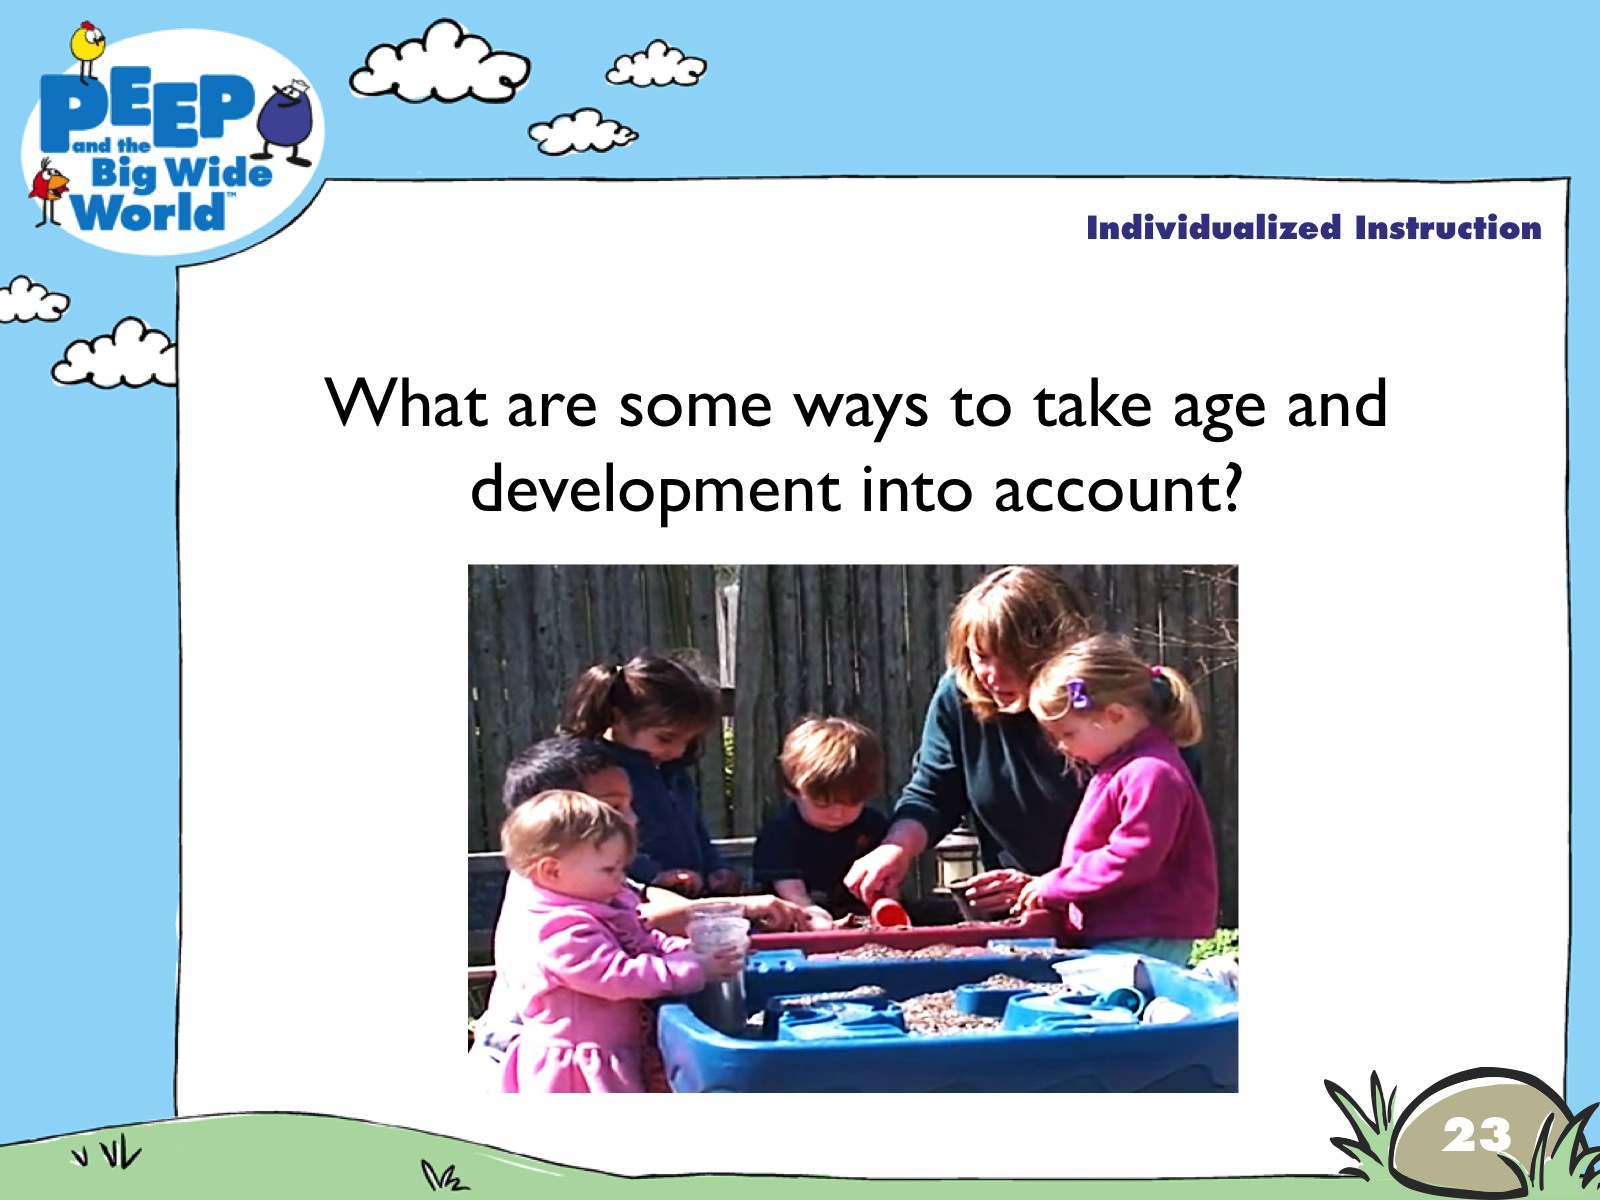 PEEP
and the
Big Wide
World™
Individualized Instruction
What are some ways to take age and
development into account?
23